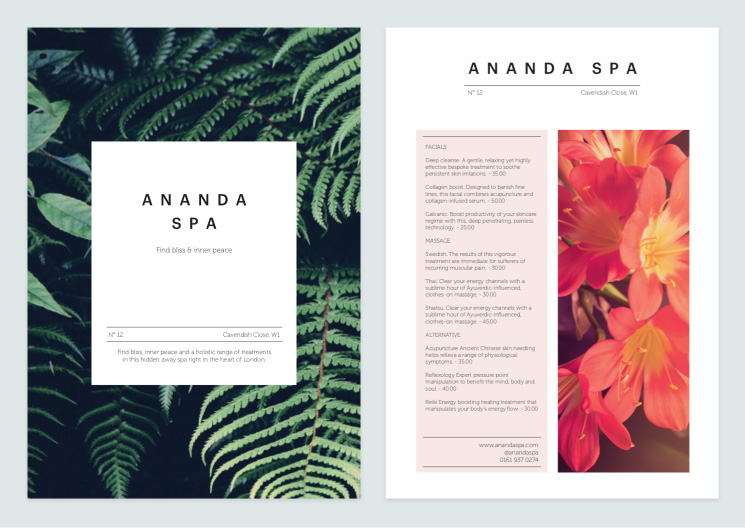 ANANDA
SPA
Find bliss & inner peace
N° 12 Cavendish Close, W1
Find bliss, inner peace and a holistic range of treatments
in this hidden away spa right in the heart of London.
ANANDA SPA
N° 12 Cavendish Close, W1
FACIALS
Deep cleanse. A gentle, relaxing yet highly
effective bespoke treatment to soothe
persistent skin irritations. - 35.00
Collagen boost. Designed to banish fine
lines, this facial combines acupuncture and
collagen-infused serum. - 50.00
Galvanic. Boost productivity of your skincare
regime with this, deep penetrating, painless
technology. - 25.00
MASSAGE
Swedish. The results of this vigorous
treatment are immediate for sufferers of
recurring muscular pain. - 30.00
Thai. Clear your energy channels with a
sublime hour of Ayuverdic-influenced,
clothes-on massage. - 30.00
Shiatsu. Clear your energy channels with a
sublime hour of Ayuverdic-influenced,
clothes-on massage. - 45.00
ALTERNATIVE
Acupuncture Ancient Chinese skin needling
helps relieve a range of physiological
symptoms. - 35.00
Reflexology Expert pressure point
manipulation to benefit the mind, body and
soul. - 40.00
Reiki Energy boosting healing treatment that
manipulates your body's energy flow. - 30.00
www.anandaspa.com
@anandaspa
0161 937 0274